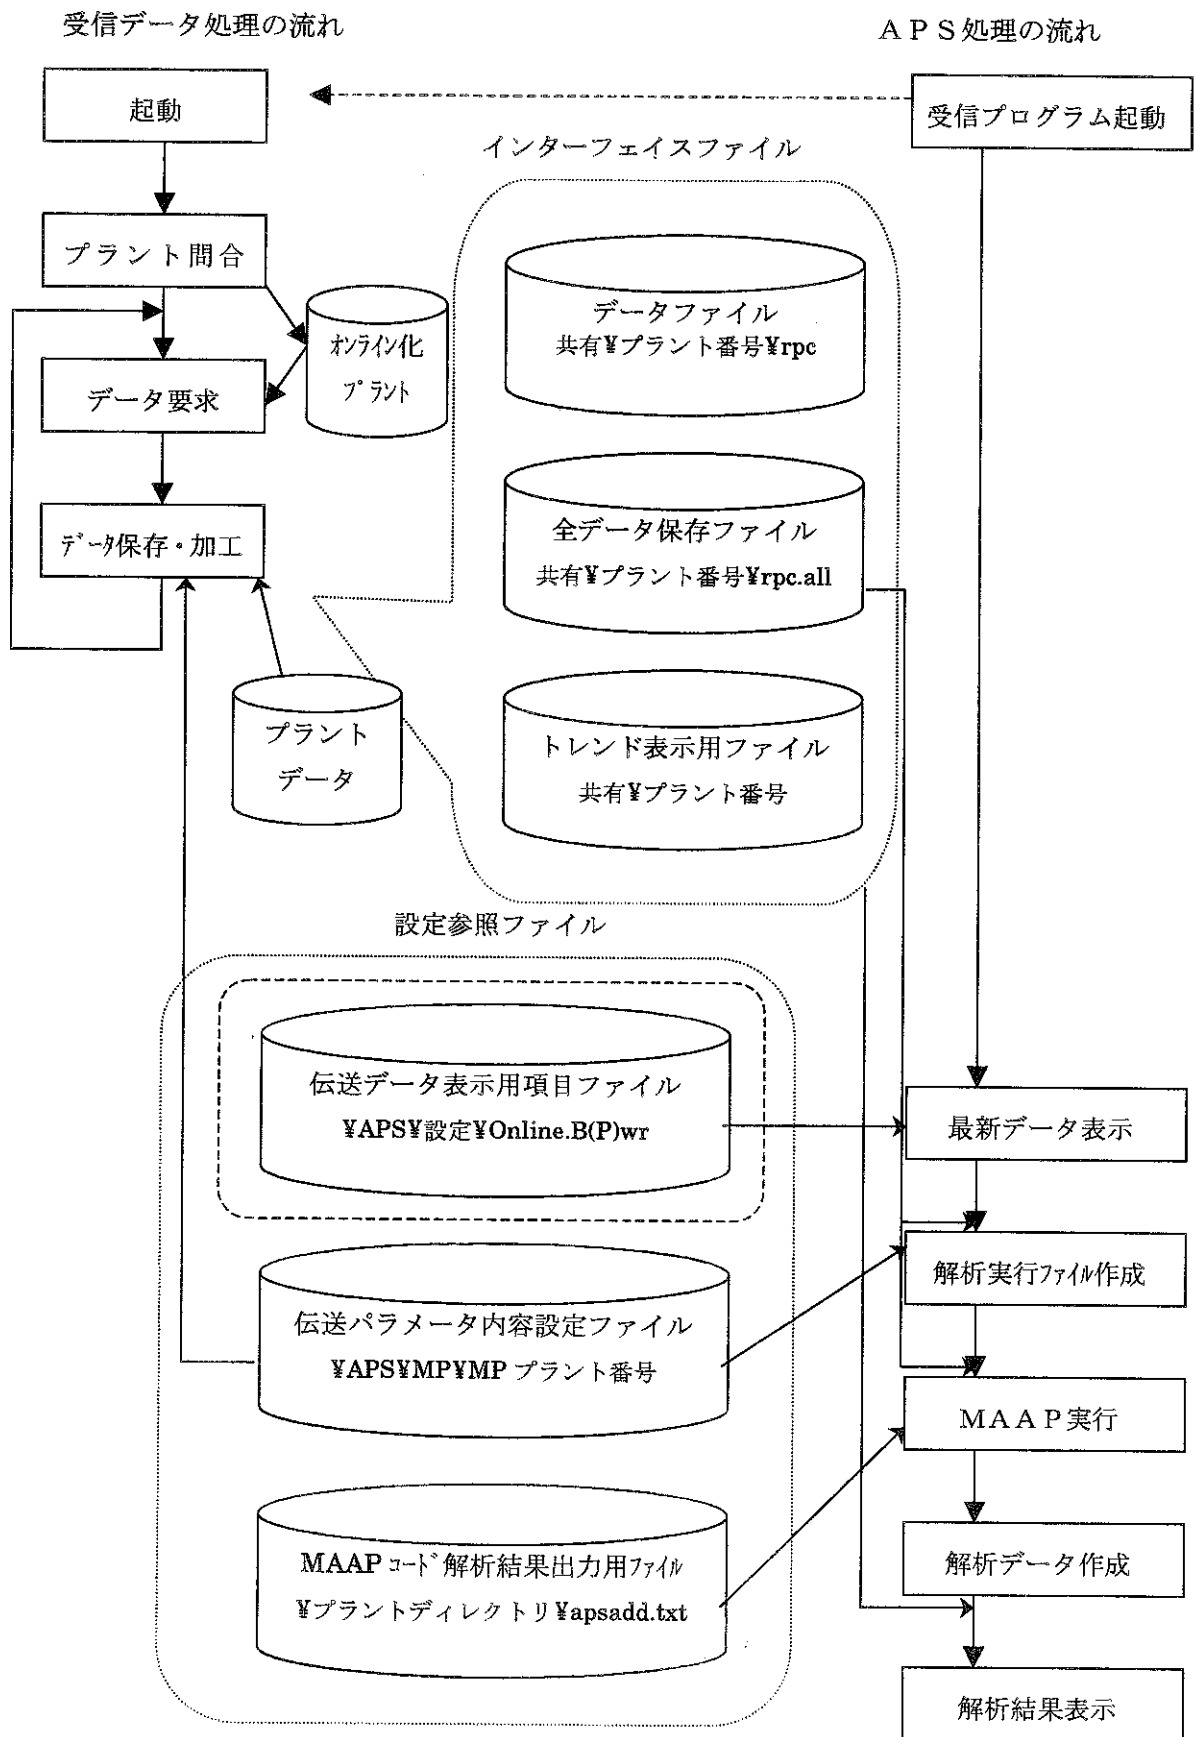 受信データ処理の流れ
ＡＰＳ処理の流れ
起動
受信プログラム起動
インターフェイスファイル
プラント問合
データファイル
共有¥プラント番号¥rpc
オンライン化
プラント
データ要求
全データ保存ファイル
共有¥プラント番号¥rpc.all
データ保存・加工
プラント
データ
トレンド表示用ファイル
共有¥プラント番号
設定参照ファイル
伝送データ表示用項目ファイル
¥APS¥設定¥Online.B(P)wr
最新データ表示
伝送パラメータ内容設定ファイル
¥APS¥MP¥MP プラント番号
解析実行ファイル作成
ＭＡＡＰ実行
MAAP コード解析結果出力用ファイル
¥プラントディレクトリ¥apsadd.txt
解析データ作成
解析結果表示